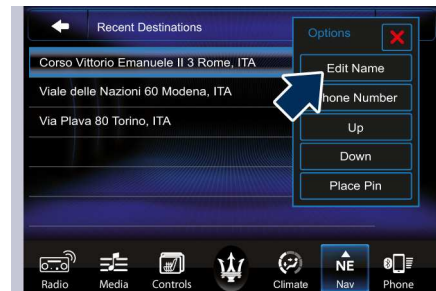 Recent Destinations
Options
Corso Vittorio Emanuele II 3 Rome, ITA
Viale delle Nazioni 60 Modena, ITA
Via Plava 80 Torino, ITA
Edit Name
Number
Up
Down
Place Pin
Radio
Media
Controls
Climate
NE
Nav
Phone